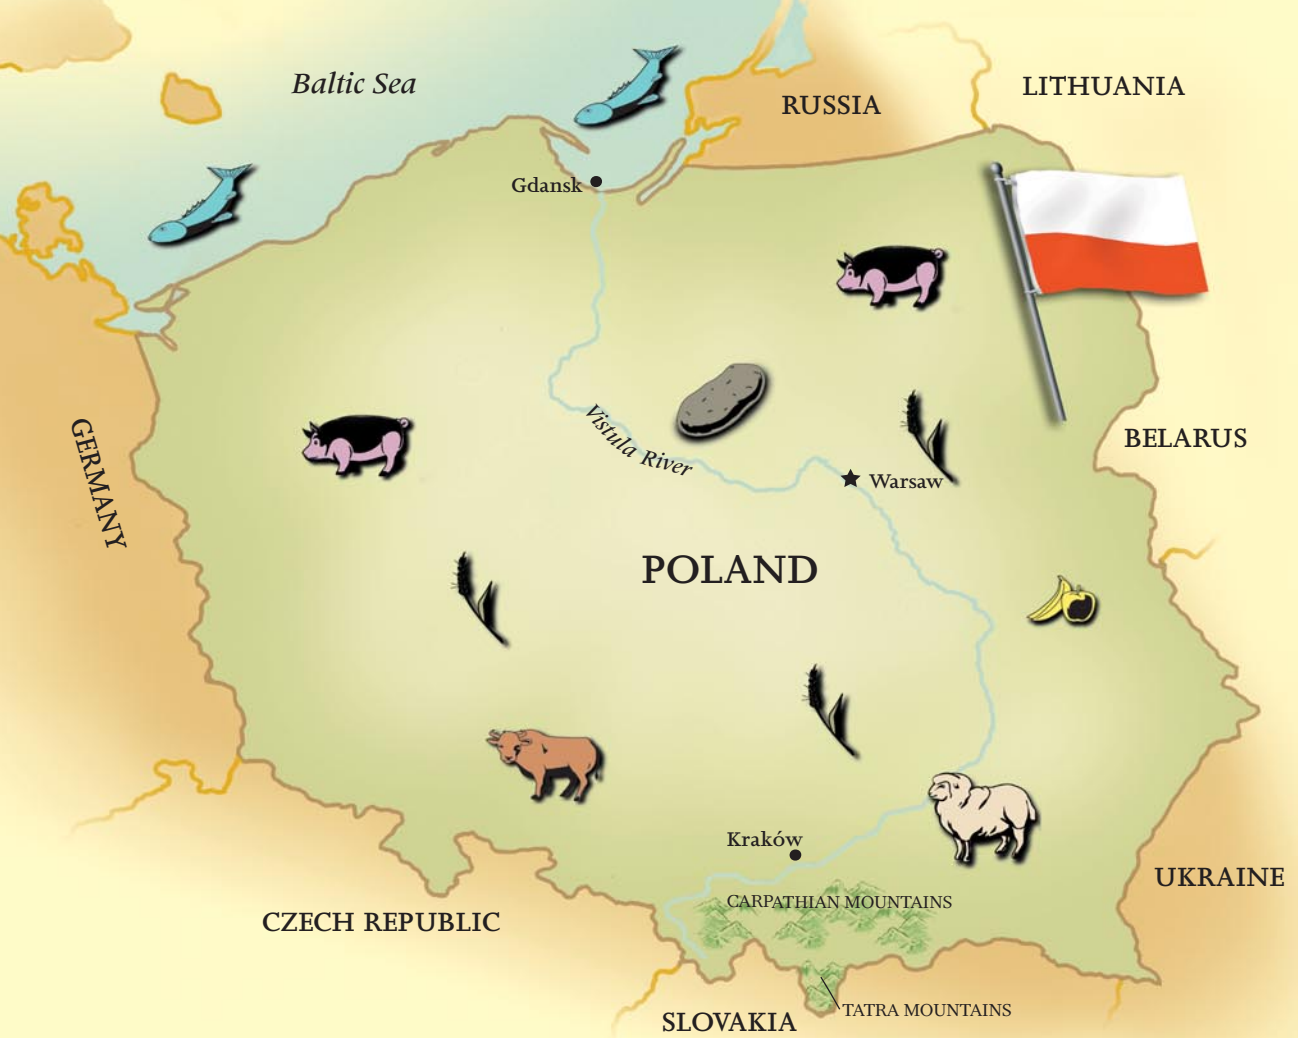 Baltic Sea
RUSSIA
LITHUANIA
Gdansk
GERMANY
Vistula River
BELARUS
Warsaw
POLAND
Kraków
UKRAINE
CARPATHIAN MOUNTAINS
CZECH REPUBLIC
TATRA MOUNTAINS
SLOVAKIA